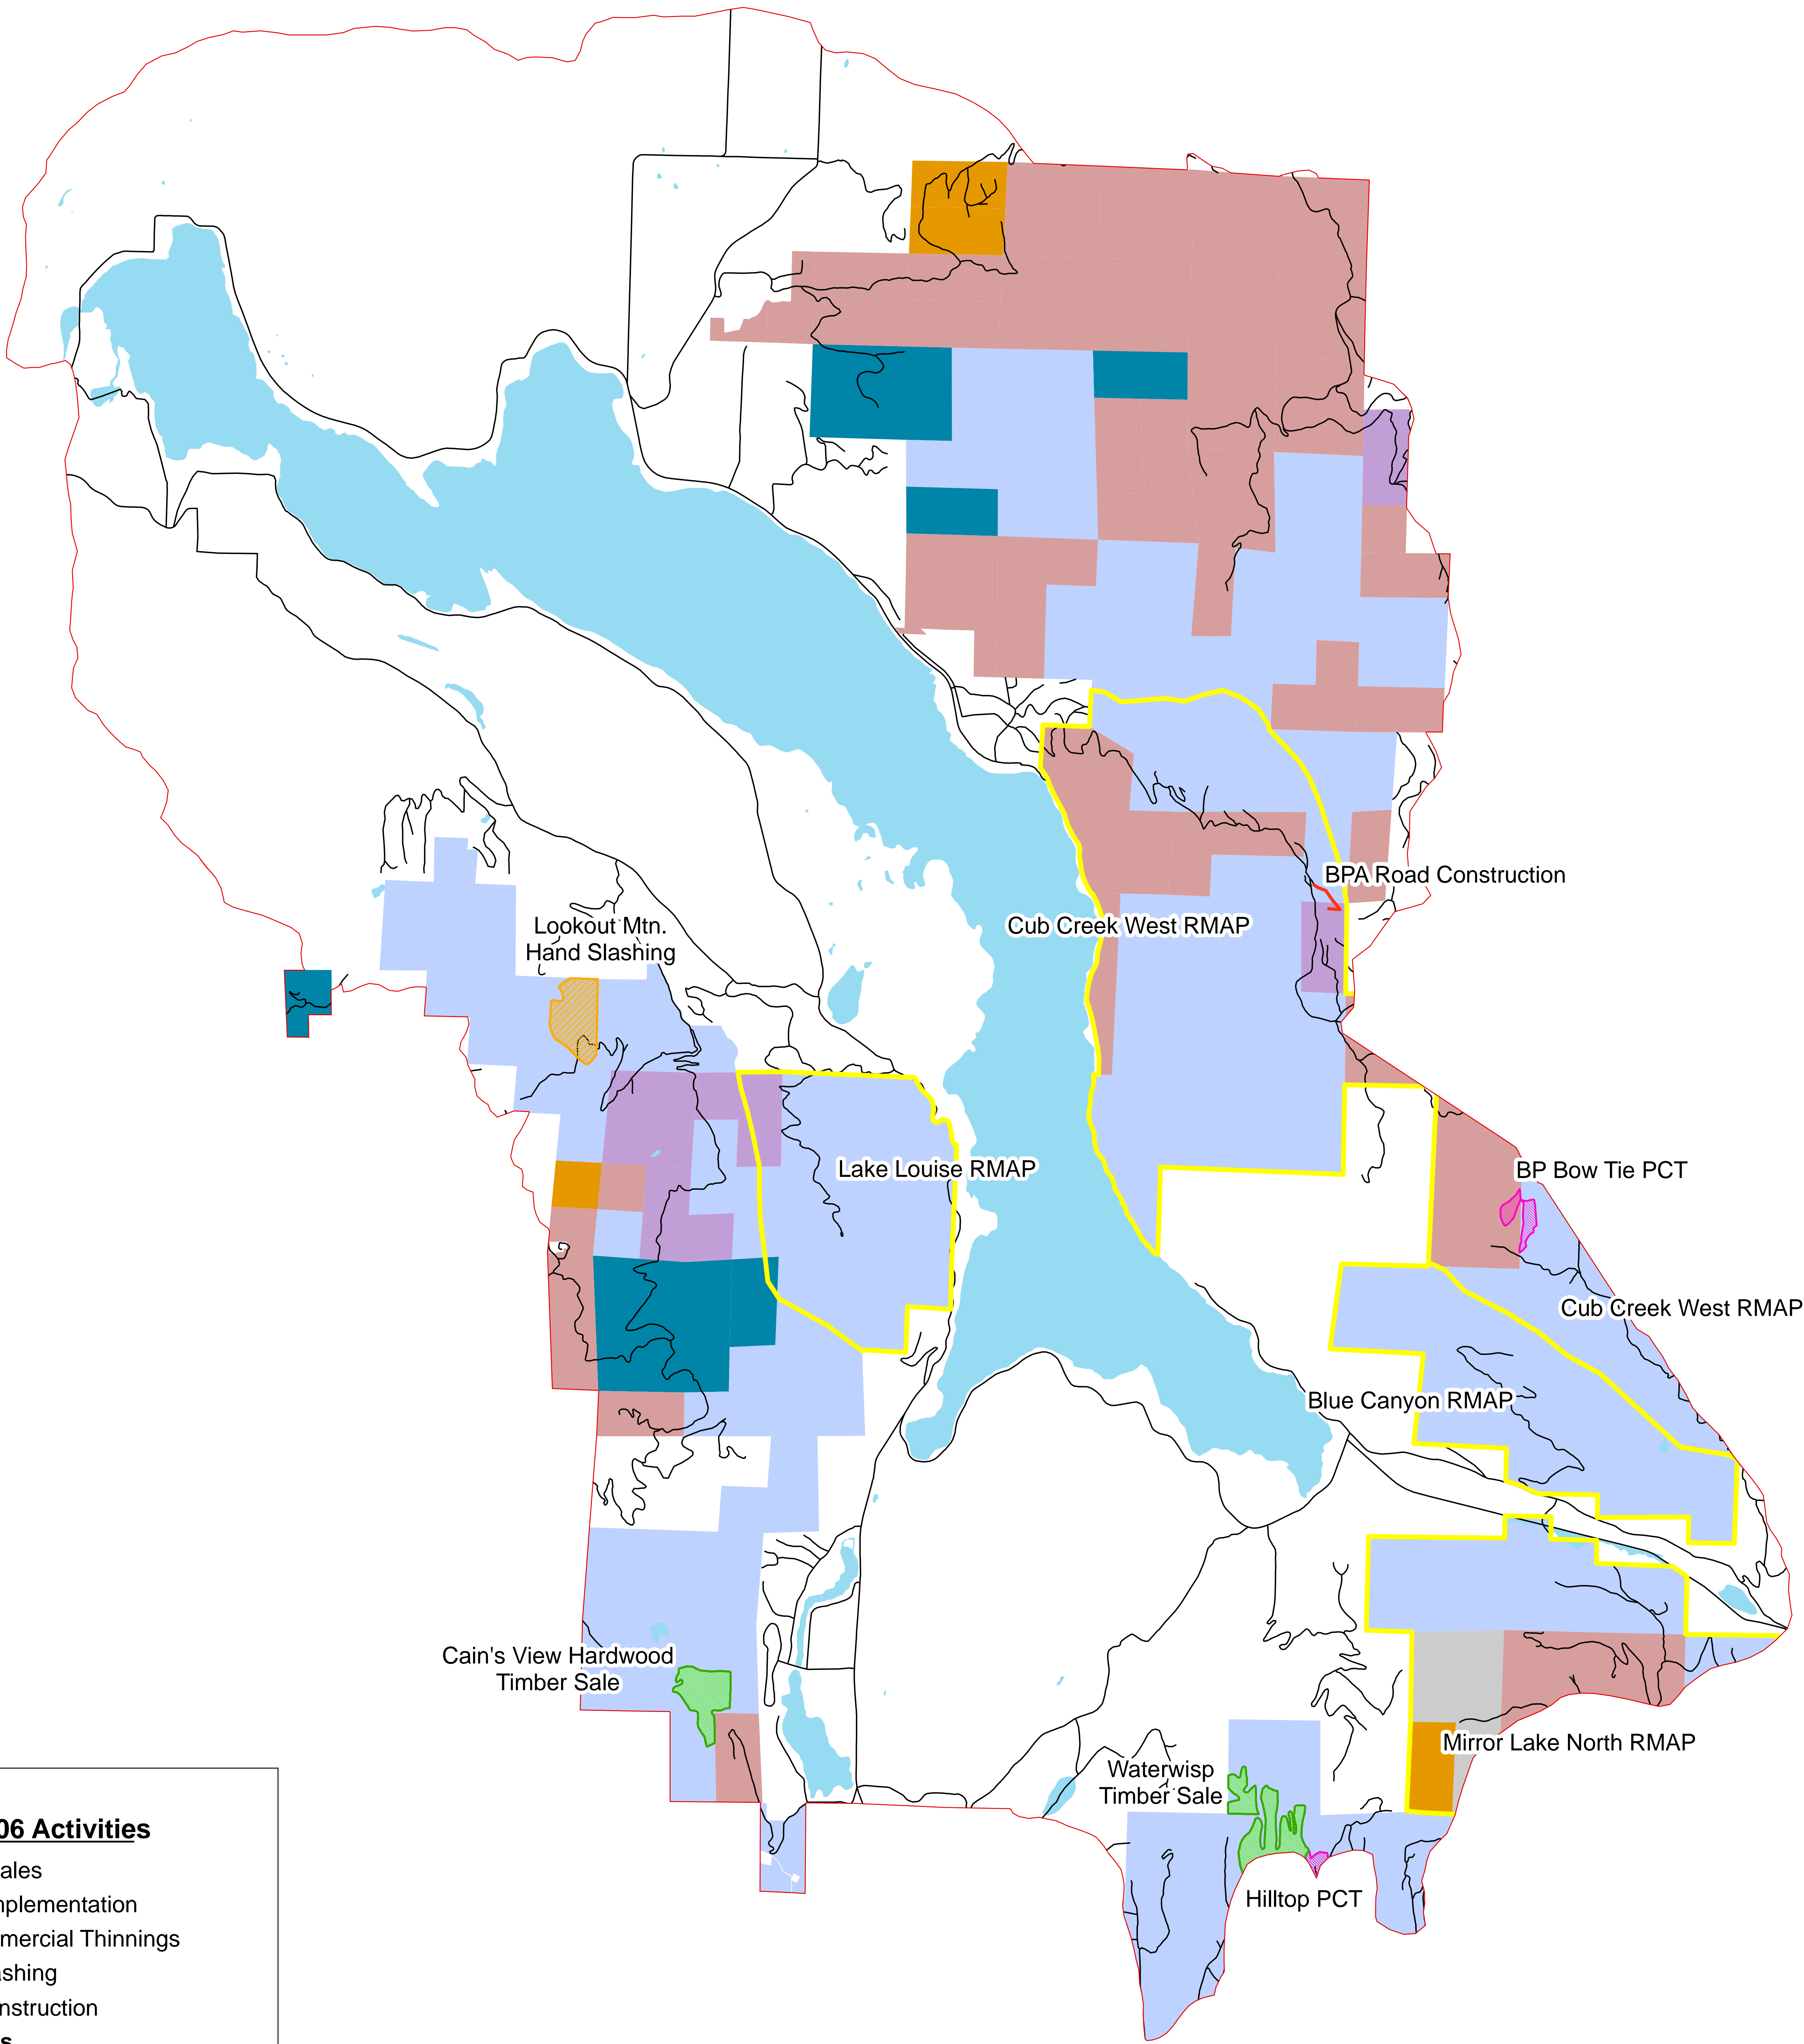 BPA Road Construction
Lookout Mtn.
Hand Slashing
Cub Creek West RMAP
Lake Louise RMAP
BP Bow Tie PCT
Cub Creek West RMAP
Blue Canyon RMAP
Cain's View Hardwood
Timber Sale
Mirror Lake North RMAP
Waterwisp
Timber Sale
Hilltop PCT
06 Activities
ales
nplementation
mercial Thinnings
ashing
nstruction